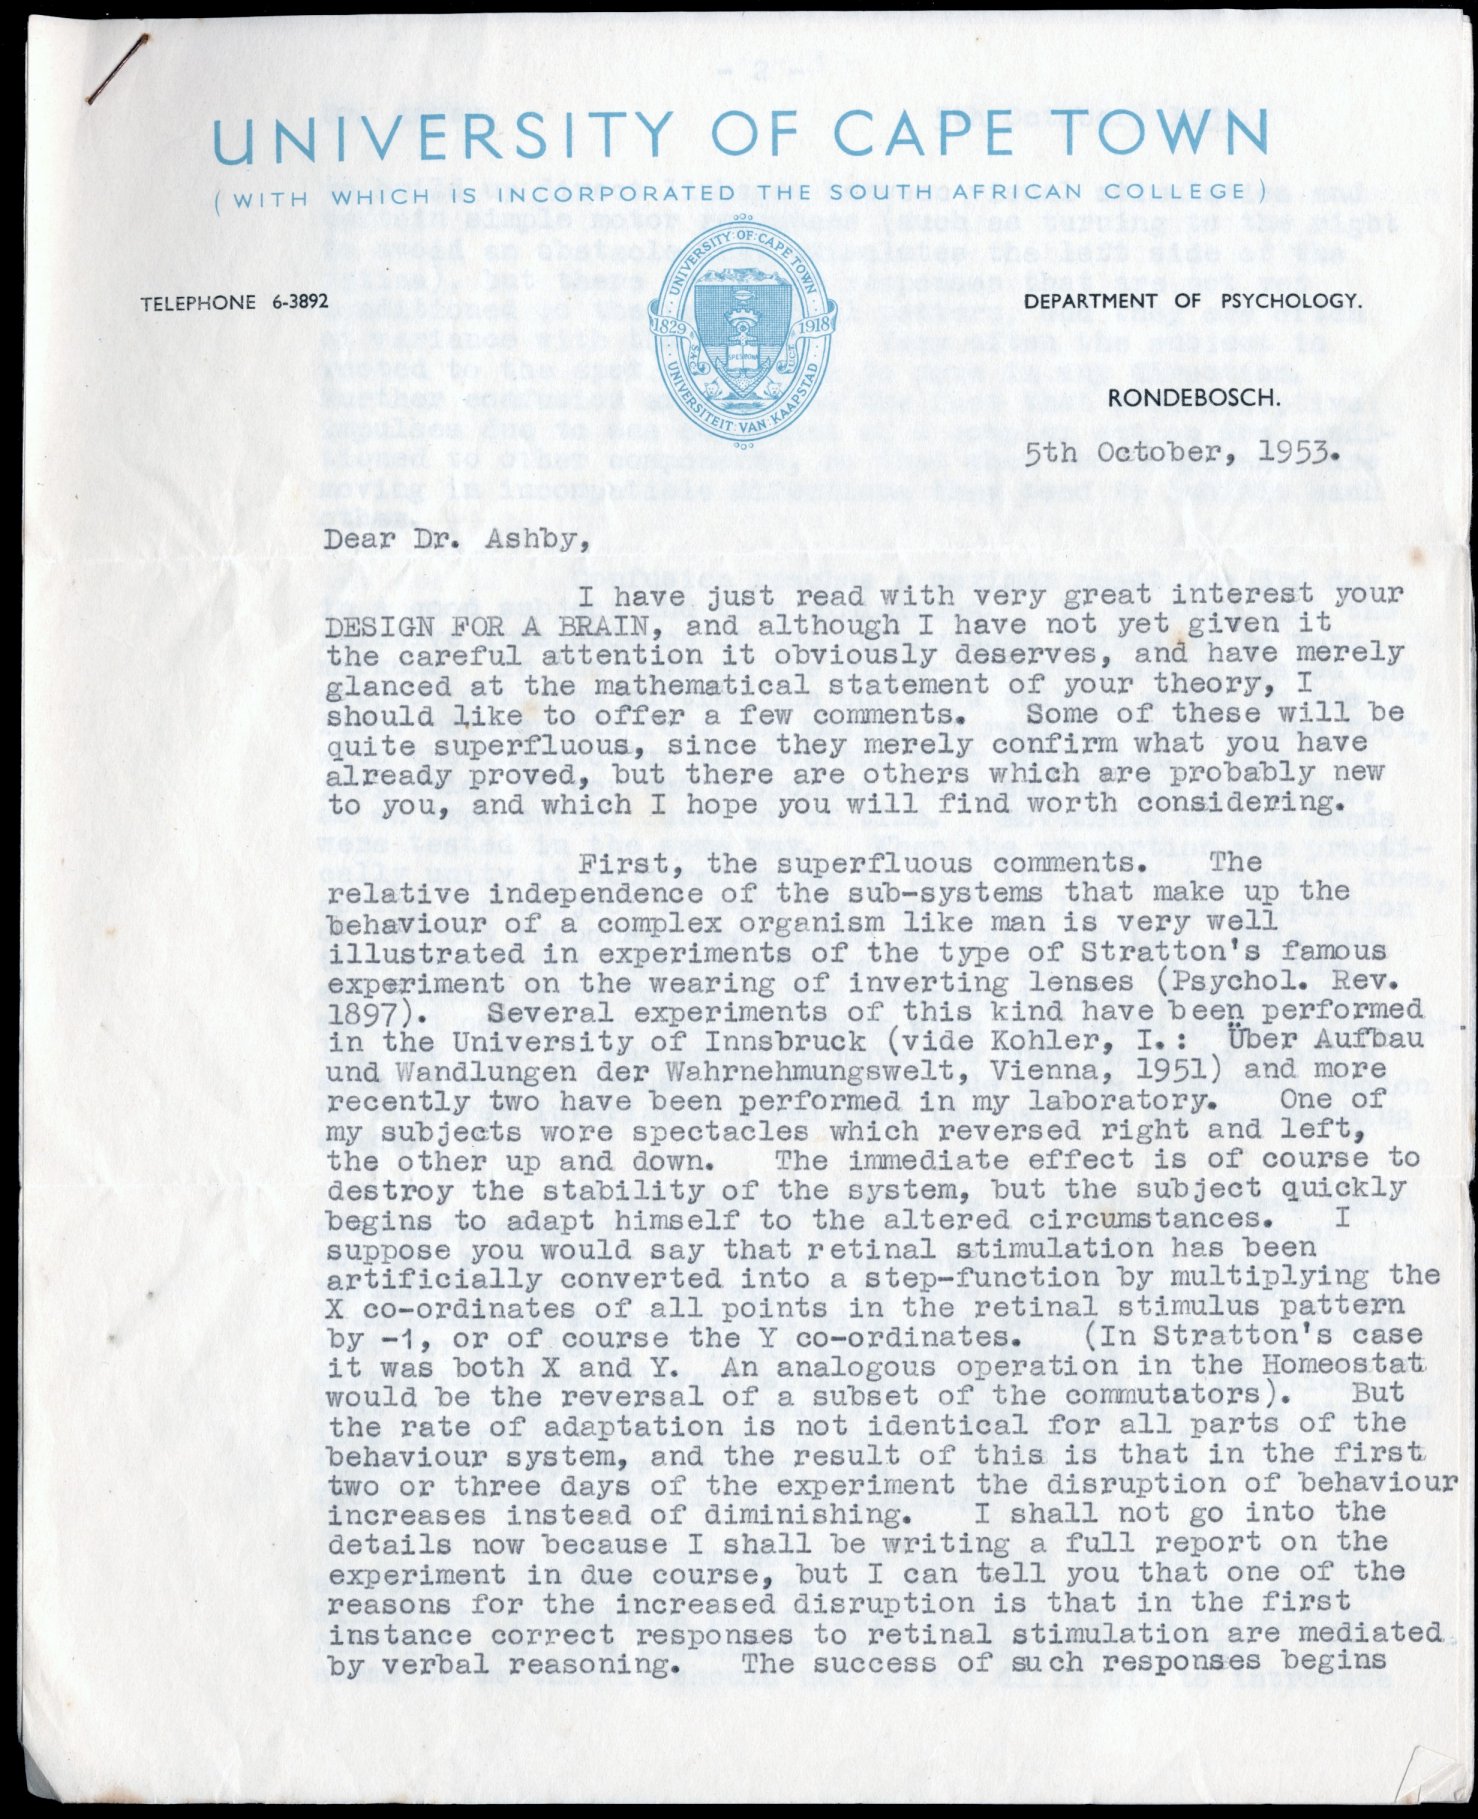 UNIVERSITY OF CAPE TOWN
(WITH WHICH IS INCORPORATED THE SOUTH AFRICAN COLLEGE)
UNIVERSITY·OF·CAPE TOWN
1829 1918
SPES BONA
UNIVERSITEIT·VAN·KAAPSTAD
TELEPHONE 6-3892
DEPARTMENT OF PSYCHOLOGY.
RONDEBOSCH.
5th October, 1953.
Dear Dr. Ashby,
I have just read with very great interest your
DESIGN FOR A BRAIN, and although I have not yet given it
the careful attention it obviously deserves, and have merely
glanced at the mathematical statement of your theory, I
should like to offer a few comments. Some of these will be
quite superfluous, since they merely confirm what you have
already proved, but there are others which are probably new
to you, and which I hope you will find worth considering.
First, the superfluous comments. The
relative independence of the sub-systems that make up the
behaviour of a complex organism like man is very well
illustrated in experiments of the type of Stratton's famous
experiment on the wearing of inverting lenses (Psychol. Rev.
1897). Several experiments of this kind have been performed
in the University of Innsbruck (vide Kohler, I.: Über Aufbau
und Wandlungen der Wahrnehmungswelt, Vienna, 1951) and more
recently two have been performed in my laboratory. One of
my subjects wore spectacles which reversed right and left,
the other up and down. The immediate effect is of course to
destroy the stability of the system, but the subject quickly
begins to adapt himself to the altered circumstances. I
suppose you would say that retinal stimulation has been
artificially converted into a step-function by multiplying the
X co-ordinates of all points in the retinal stimulus pattern
by -1, or of course the Y co-ordinates. (In Stratton's case
it was both X and Y. An analogous operation in the Homeostat
would be the reversal of a subset of the commutators). But
the rate of adaptation is not identical for all parts of the
behaviour system, and the result of this is that in the first
two or three days of the experiment the disruption of behaviour
increases instead of diminishing. I shall not go into the
details now because I shall be writing a full report on the
experiment in due course, but I can tell you that one of the
reasons for the increased disruption is that in the first
instance correct responses to retinal stimulation are mediated
by verbal reasoning. The success of such responses begins